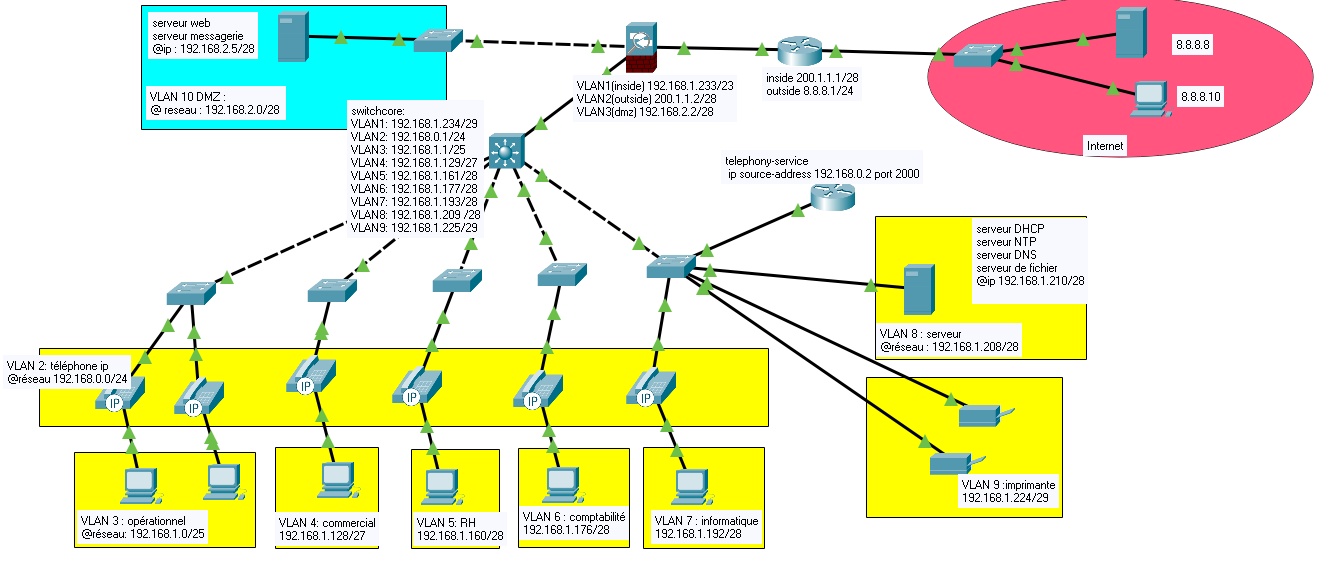 serveur web
serveur messagerie
@ip : 192.168.2.5/28
VLAN 10 DMZ :
@ reseau : 192.168.2.0/28
VLAN1(inside) 192.168.1.233/23
VLAN2(outside) 200.1.1.2/28
VLAN3(dmz) 192.168.2.2/28
inside 200.1.1.1/28
outside 8.8.8.1/24
8.8.8.8
8.8.8.10
Internet
switchcore:
VLAN1: 192.168.1.234/29
VLAN2: 192.168.0.1/24
VLAN3: 192.168.1.1/25
VLAN4: 192.168.1.129/27
VLAN5: 192.168.1.161/28
VLAN6: 192.168.1.177/28
VLAN7: 192.168.1.193/28
VLAN8: 192.168.1.209 /28
VLAN9: 192.168.1.225/29
telephony-service
ip source-address 192.168.0.2 port 2000
serveur DHCP
serveur NTP
serveur DNS
serveur de fichier
@ip 192.168.1.210/28
VLAN 8 : serveur
@réseau : 192.168.1.208/28
VLAN 2: téléphone ip
@réseau 192.168.0.0/24
IP
IP
IP
IP
IP
IP
VLAN 9 :imprimante
192.168.1.224/29
VLAN 3 : opérationnel
@réseau: 192.168.1.0/25
VLAN 4: commercial
192.168.1.128/27
VLAN 5: RH
192.168.1.160/28
VLAN 6 : comptabilité
192.168.1.176/28
VLAN 7 : informatique
192.168.1.192/28